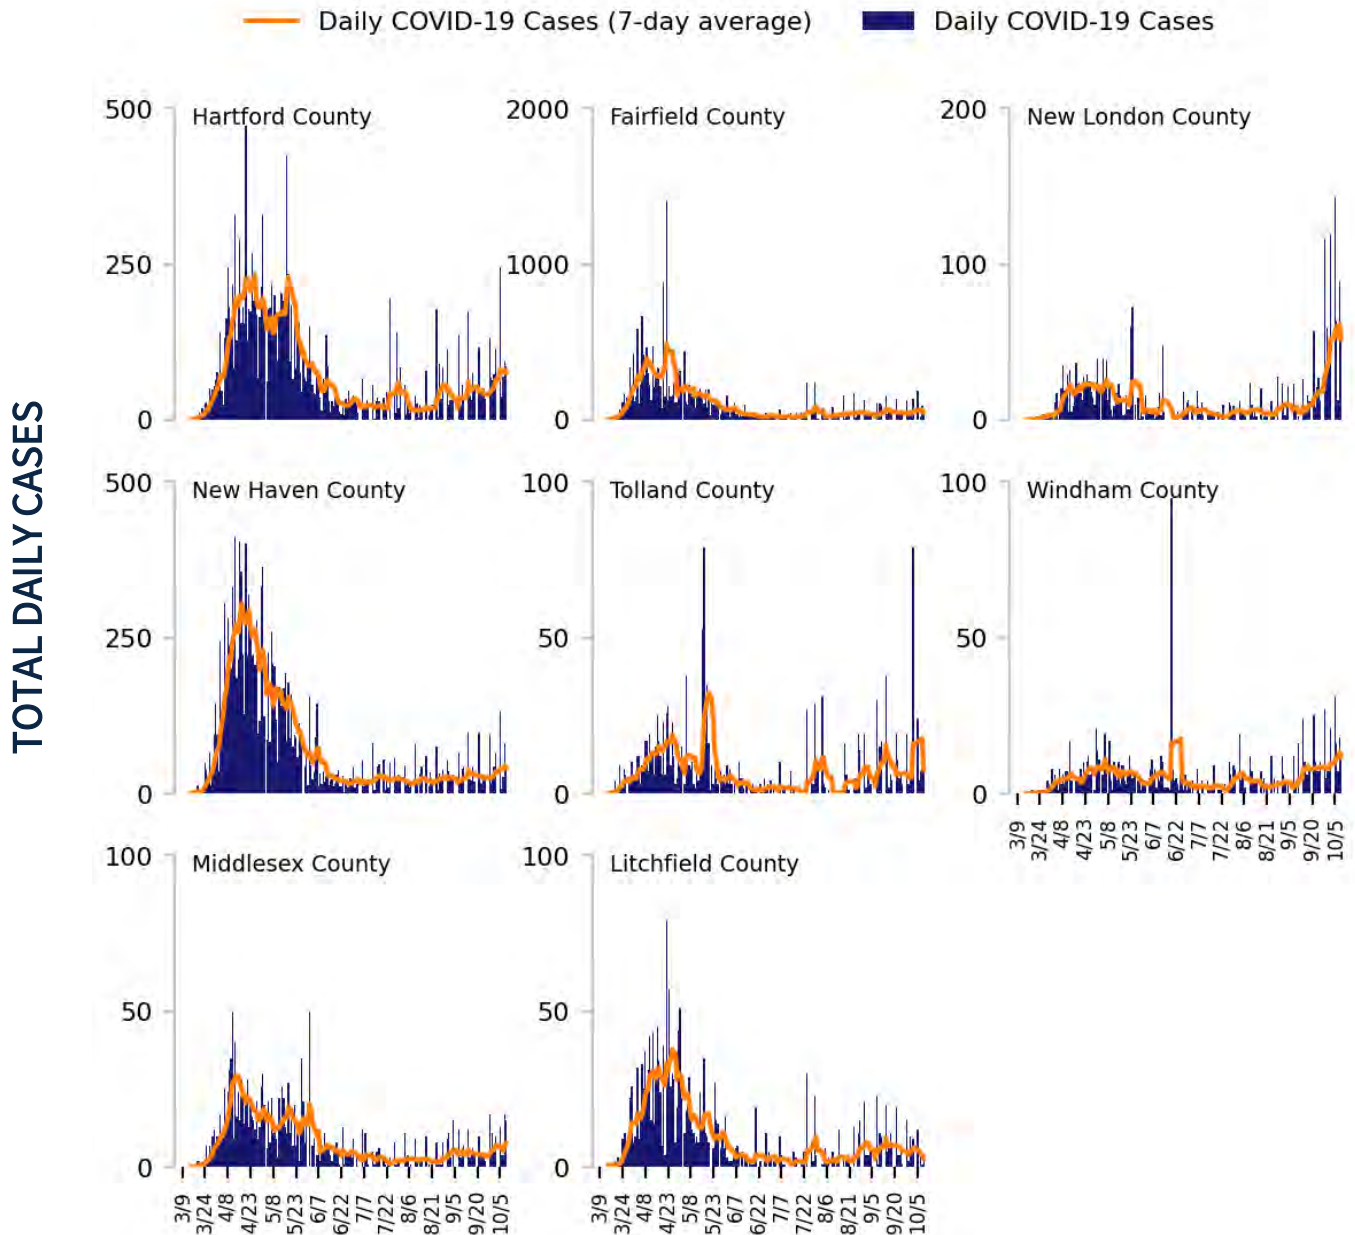 Daily COVID-19 Cases (7-day average) Daily COVID-19 Cases
TOTAL DAILY CASES
500 Hartford County 2000 Fairfield County 200 New London County
250 1000 100
0 0 0
500 New Haven County 100 Tolland County 100 Windham County
250 50 50
0 0 0
3/9 3/24 4/8 4/23 5/8 5/23 6/7 6/22 7/7 7/22 8/6 8/21 9/5 9/20 10/5
100 Middlesex County 100 Litchfield County
50 50
0 0
3/9 3/24 4/8 4/23 5/8 5/23 6/7 6/22 7/7 7/22 8/6 8/21 9/5 9/20 10/5 3/9 3/24 4/8 4/23 5/8 5/23 6/7 6/22 7/7 7/22 8/6 8/21 9/5 9/20 10/5